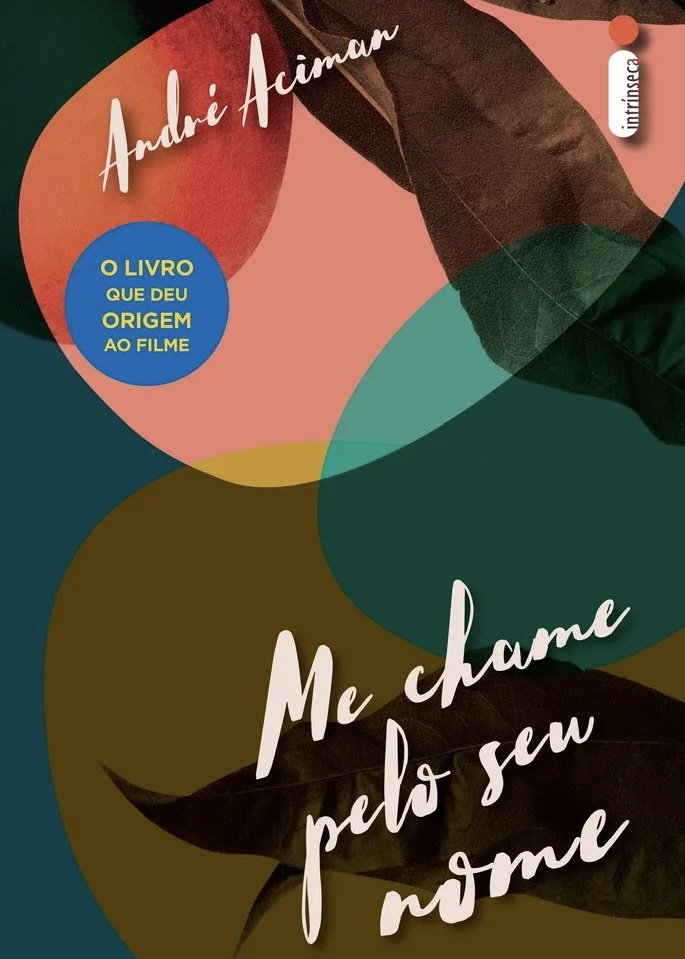 André Aciman
intrínseca
O LIVRO
QUE DEU
ORIGEM
AO FILME
Me chame
pelo seu
nome